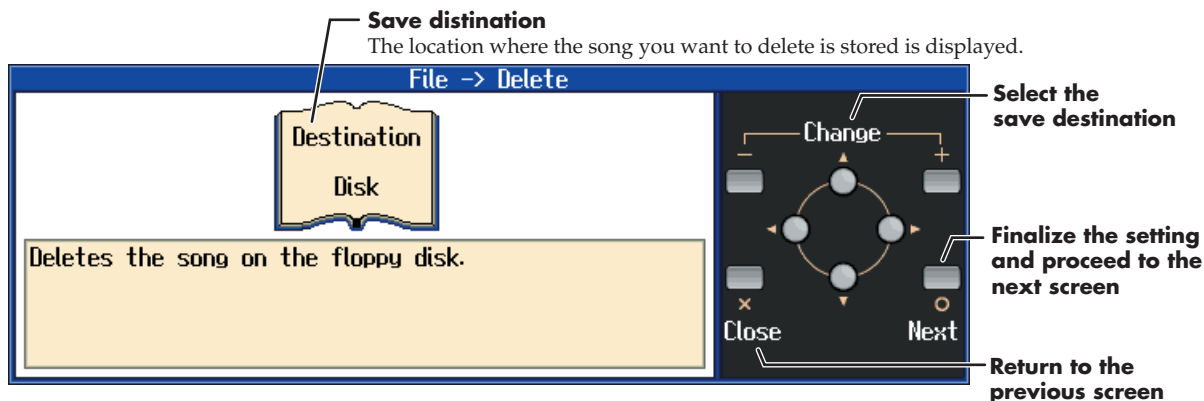 Save distination
The location where the song you want to delete is stored is displayed.
File -> Delete
Destination
Disk
Deletes the song on the floppy disk.
Change
- +
× ○
Close Next
Select the
save destination
Finalize the setting
and proceed to the
next screen
Return to the
previous screen